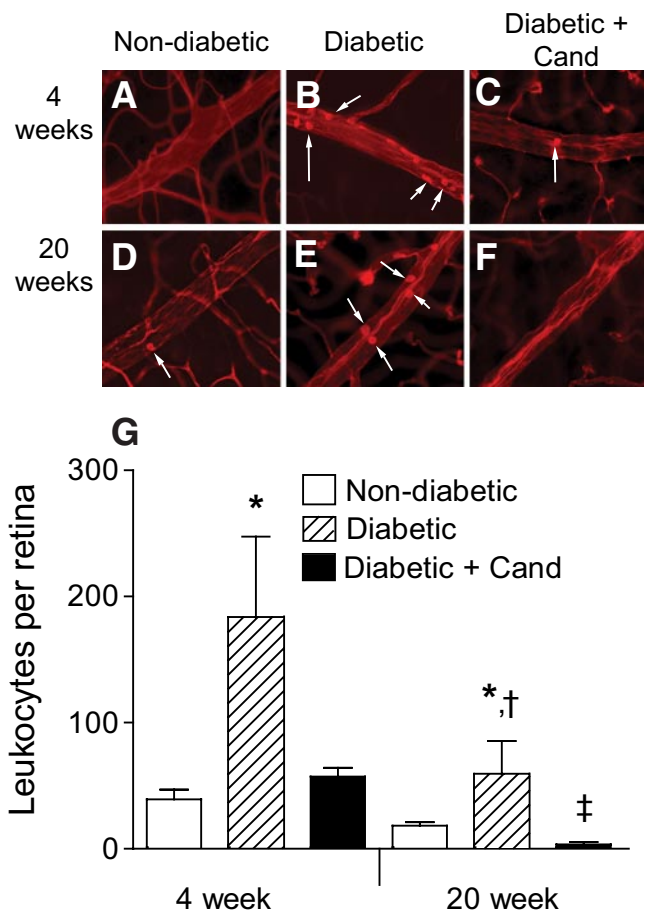 Non-diabetic Diabetic Diabetic +
Cand
4
weeks
A B C
20
weeks
D E F
G
300
200
100
0
Leukocytes per retina
Non-diabetic
Diabetic
Diabetic + Cand
*
*,†
‡
4 week 20 week